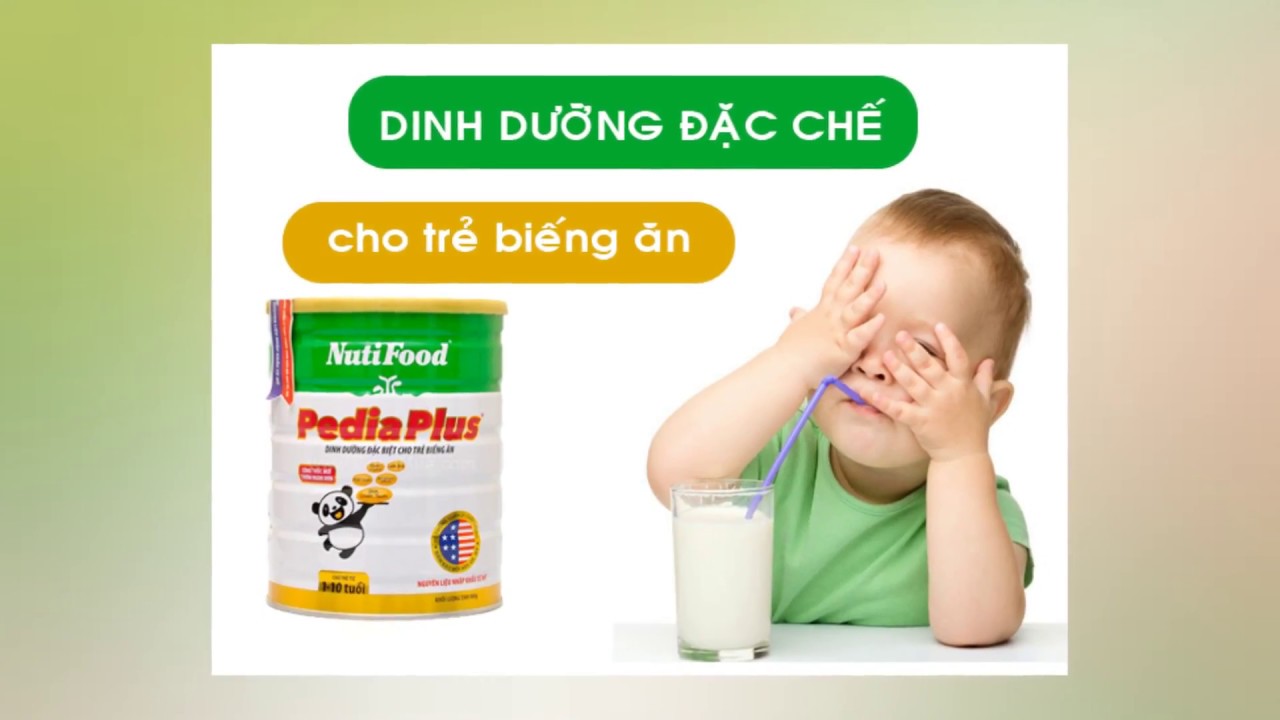 DINH DƯỠNG ĐẶC CHẾ
cho trẻ biếng ăn
NutiFood
PediaPlus
DINH DƯỠNG ĐẶC BIỆT CHO TRẺ BIẾNG ĂN
1-10 tuổi
NGUYÊN LIỆU NHẬP KHẨU TỪ MỸ